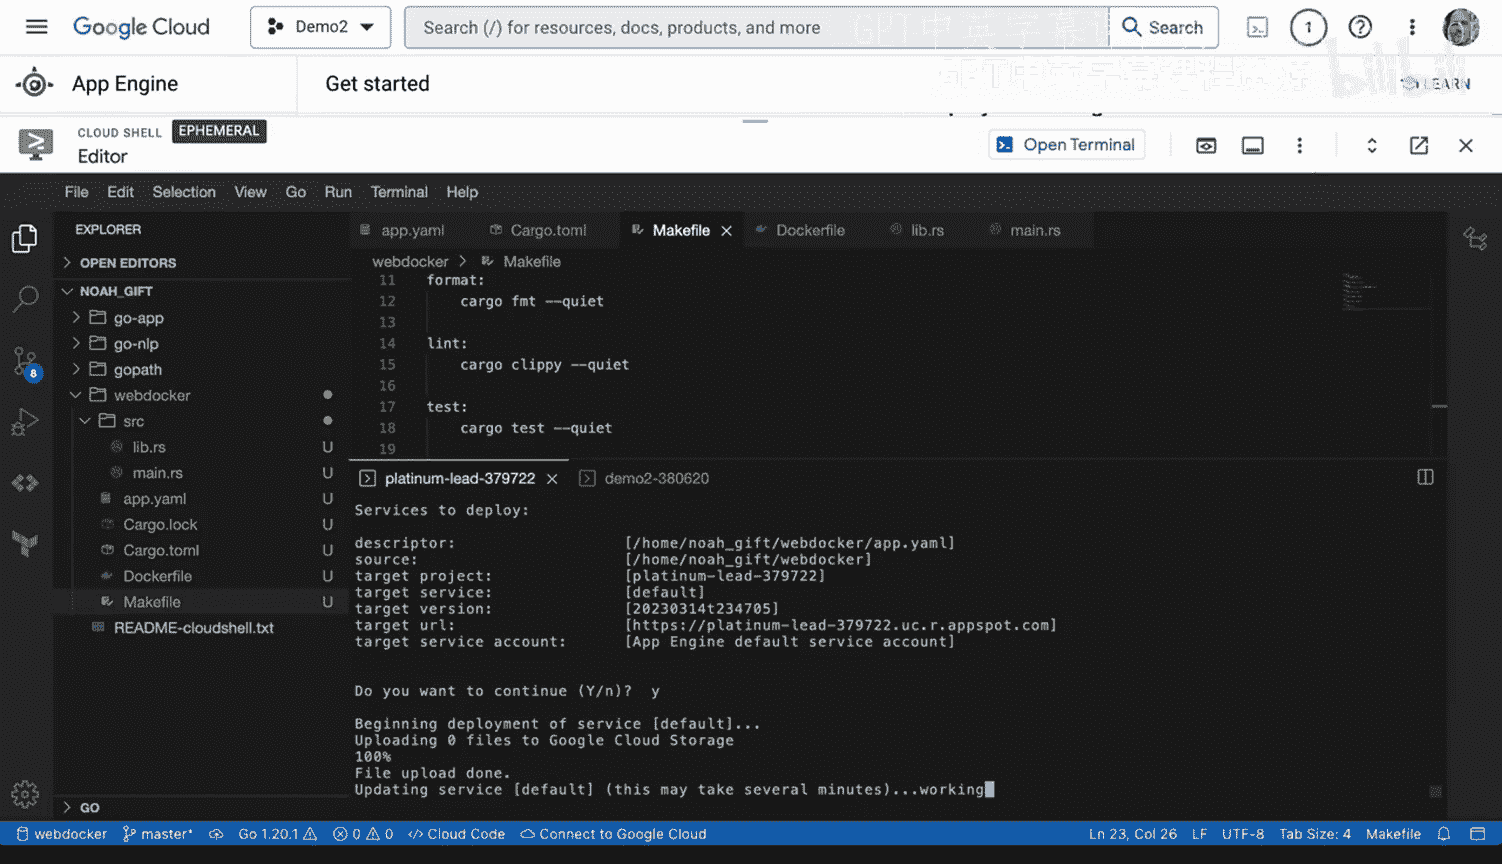 Google Cloud
Demo2
Search (/) for resources, docs, products, and more
Search
1
App Engine
Get started
LEARN
CLOUD SHELL
EPHEMERAL
Editor
Open Terminal
File Edit Selection View Go Run Terminal Help
EXPLORER
OPEN EDITORS
NOAH_GIFT
go-app
go-nlp
gopath
webdocker
src
lib.rs U
main.rs U
app.yaml U
Cargo.lock U
Cargo.toml U
Dockerfile U
Makefile U
README-cloudshell.txt
GO
8
app.yaml Cargo.toml Makefile Dockerfile lib.rs main.rs
webdocker > Makefile
11 format:
12 cargo fmt --quiet
13
14 lint:
15 cargo clippy --quiet
16
17 test:
18 cargo test --quiet
19
platinum-lead-379722 demo2-380620
Services to deploy:
descriptor: [/home/noah_gift/webdocker/app.yaml]
source: [/home/noah_gift/webdocker]
target project: [platinum-lead-379722]
target service: [default]
target version: [20230314t234705]
target url: [https://platinum-lead-379722.uc.r.appspot.com]
target service account: [App Engine default service account]
Do you want to continue (Y/n)? y
Beginning deployment of service [default]...
Uploading 0 files to Google Cloud Storage
100%
File upload done.
Updating service [default] (this may take several minutes)...working
webdocker master* Go 1.20.1 0 0 Cloud Code Connect to Google Cloud Ln 23, Col 26 LF UTF-8 Tab Size: 4 Makefile